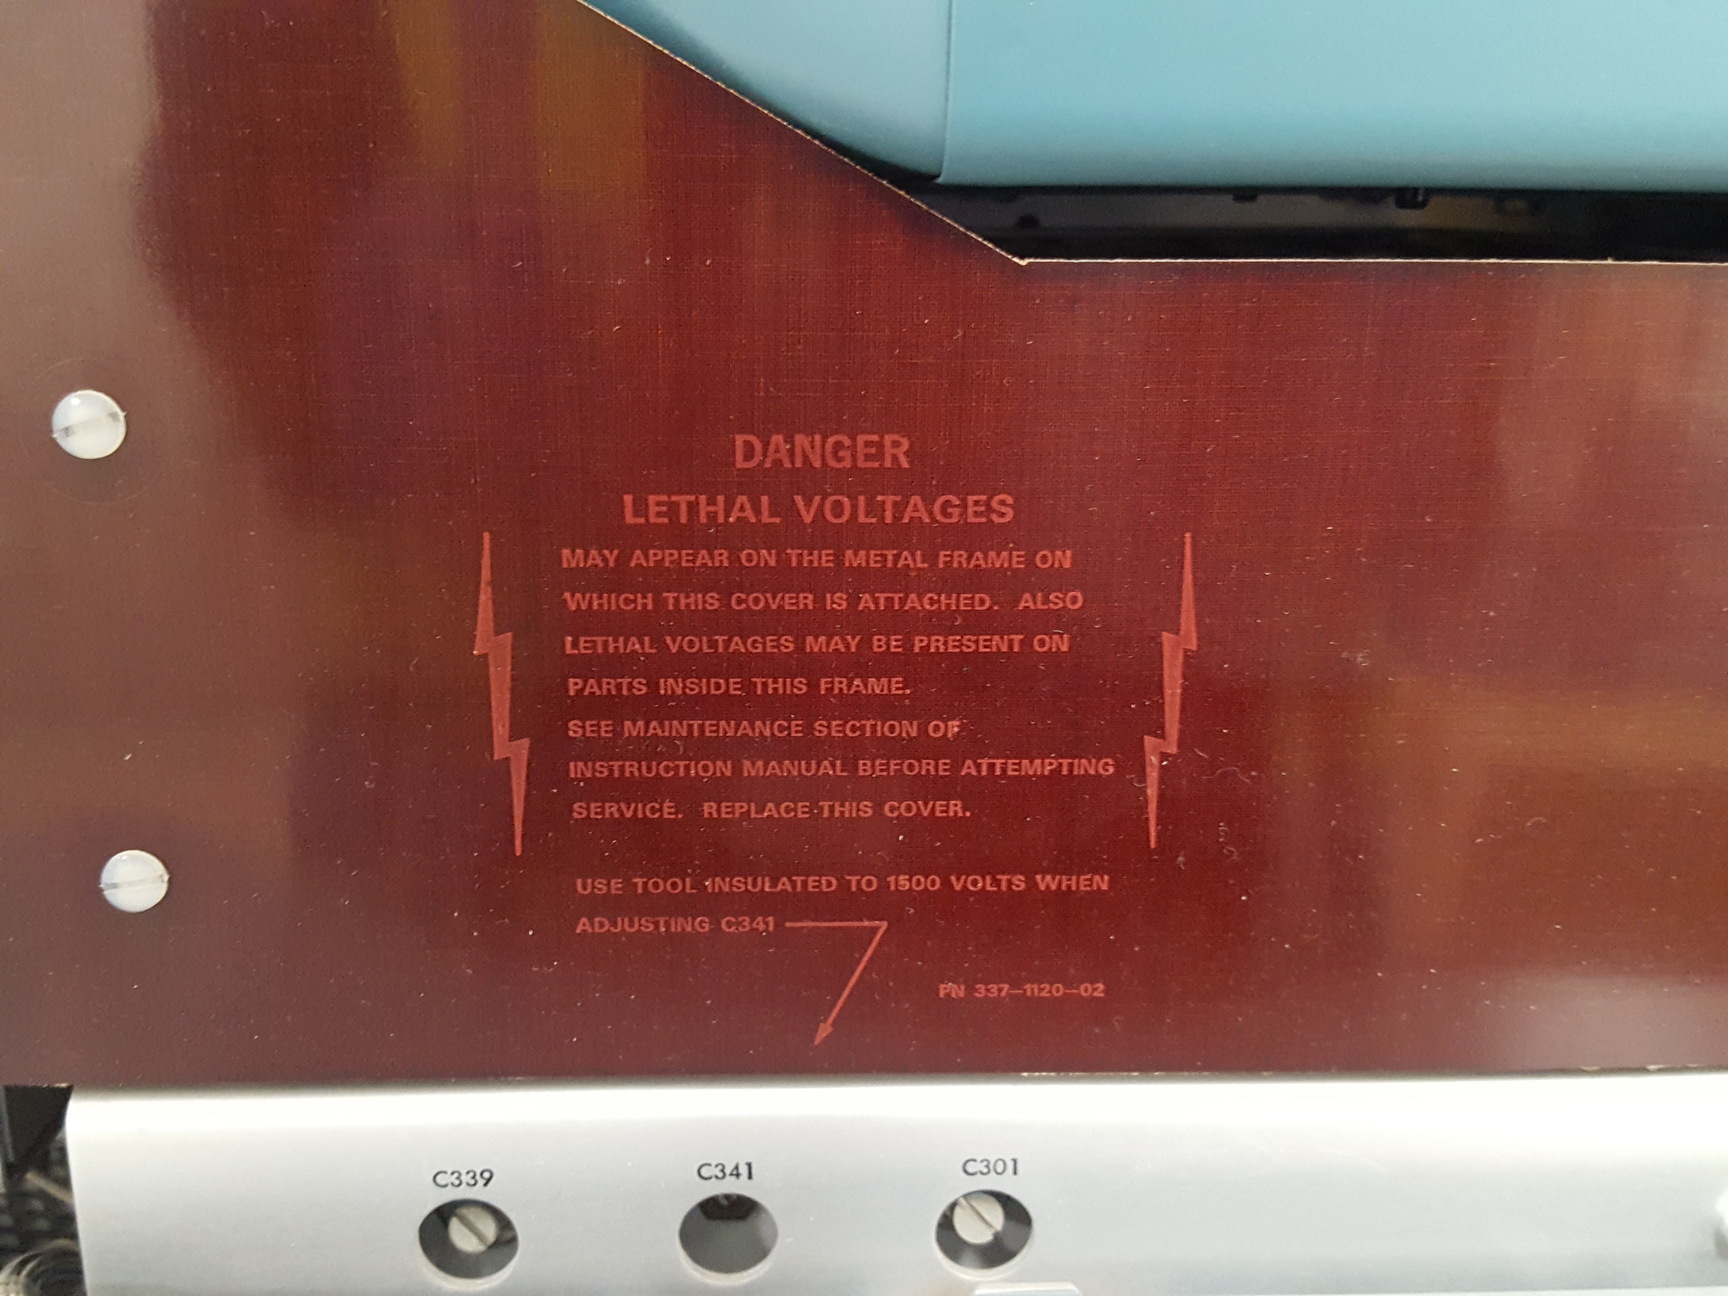 DANGER
LETHAL VOLTAGES
MAY APPEAR ON THE METAL FRAME ON
WHICH THIS COVER IS ATTACHED. ALSO
LETHAL VOLTAGES MAY BE PRESENT ON
PARTS INSIDE THIS FRAME.
SEE MAINTENANCE SECTION OF
INSTRUCTION MANUAL BEFORE ATTEMPTING
SERVICE. REPLACE THIS COVER.
USE TOOL INSULATED TO 1500 VOLTS WHEN
ADJUSTING C341
PN 337-1120-02
C339 C341 C301